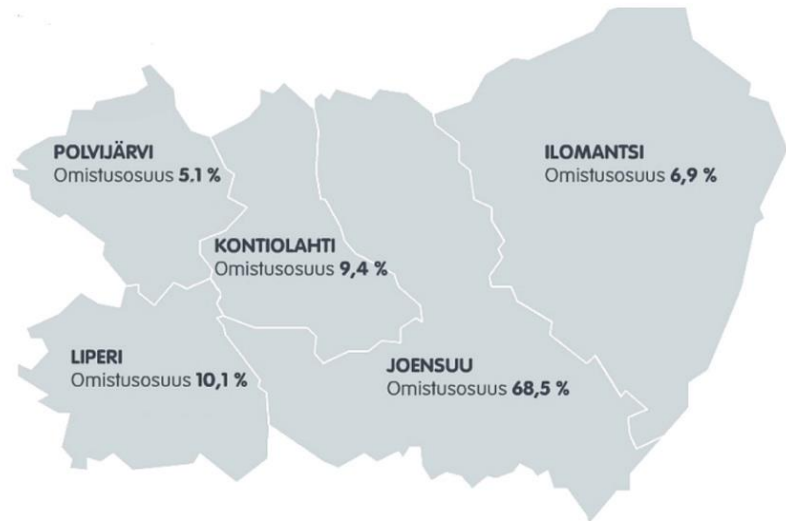 POLVIJÄRVI
Omistusosuus 5.1 %
ILOMANTSI
Omistusosuus 6,9 %
KONTIOLAHTI
Omistusosuus 9,4 %
LIPERI
Omistusosuus 10,1 %
JOENSUU
Omistusosuus 68,5 %